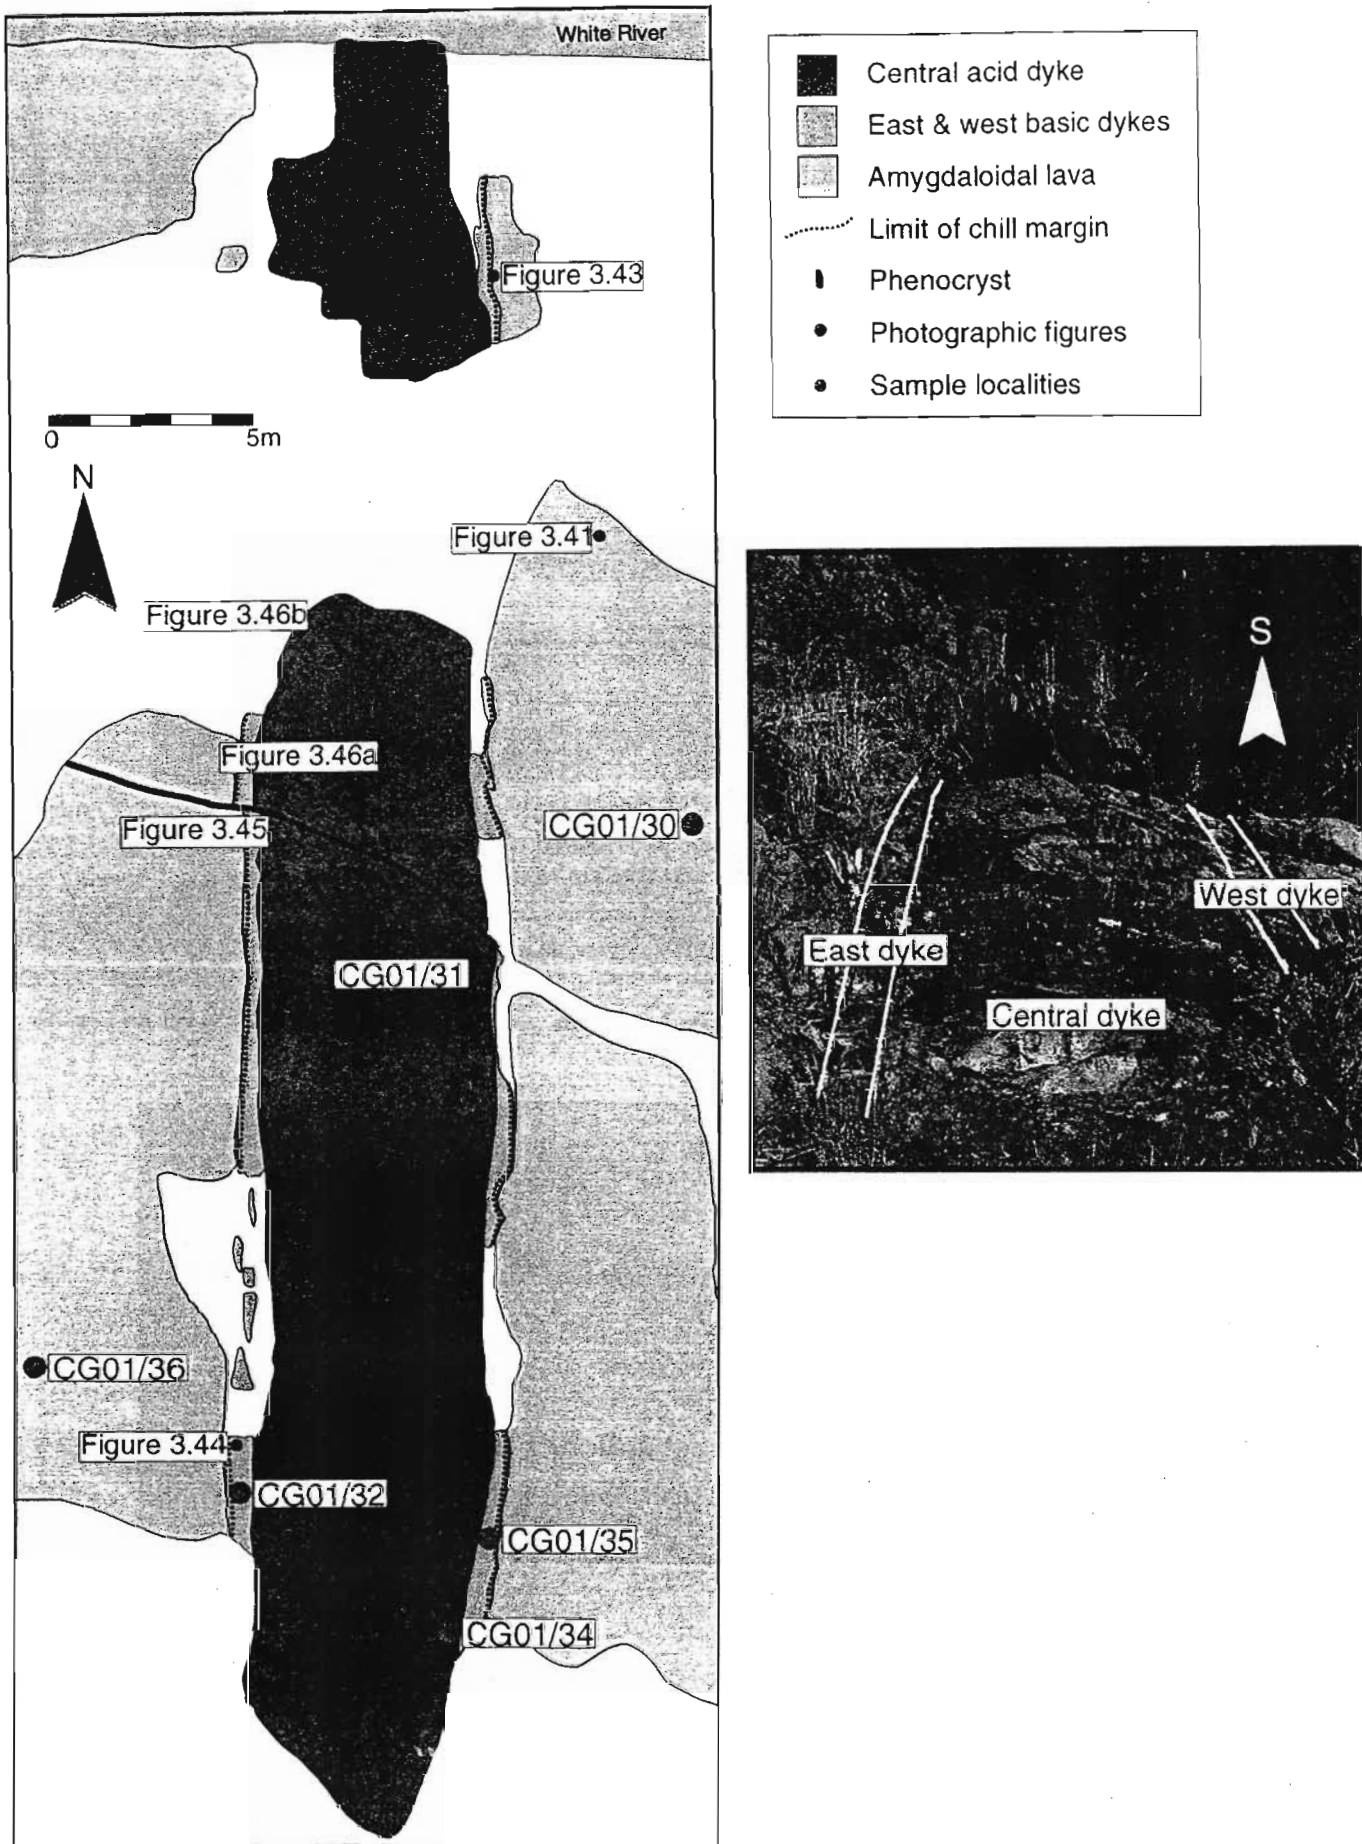 White River
Central acid dyke
East & west basic dykes
Amygdaloidal lava
Limit of chill margin
Phenocryst
Photographic figures
Sample localities
Figure 3.43
0 5m
N
Figure 3.41
Figure 3.46b
Figure 3.46a
Figure 3.45
CG01/30
CG01/31
CG01/36
Figure 3.44
CG01/32
CG01/35
CG01/34
S
West dyke
East dyke
Central dyke